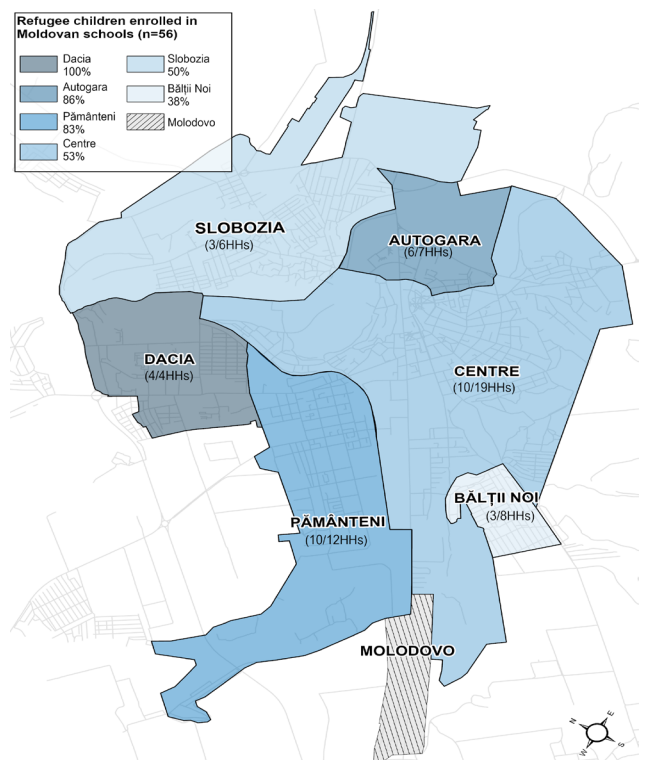 Refugee children enrolled in
Moldovan schools (n=56)
Dacia
100%
Autogara
86%
Pământeni
83%
Centre
53%
Slobozia
50%
Bălții Noi
38%
Molodovo
SLOBOZIA
(3/6HHs)
AUTOGARA
(6/7HHs)
DACIA
(4/4HHs)
CENTRE
(10/19HHs)
BĂLȚII NOI
(3/8HHs)
PĂMÂNTENI
(10/12HHs)
MOLODOVO
N
E
W
S